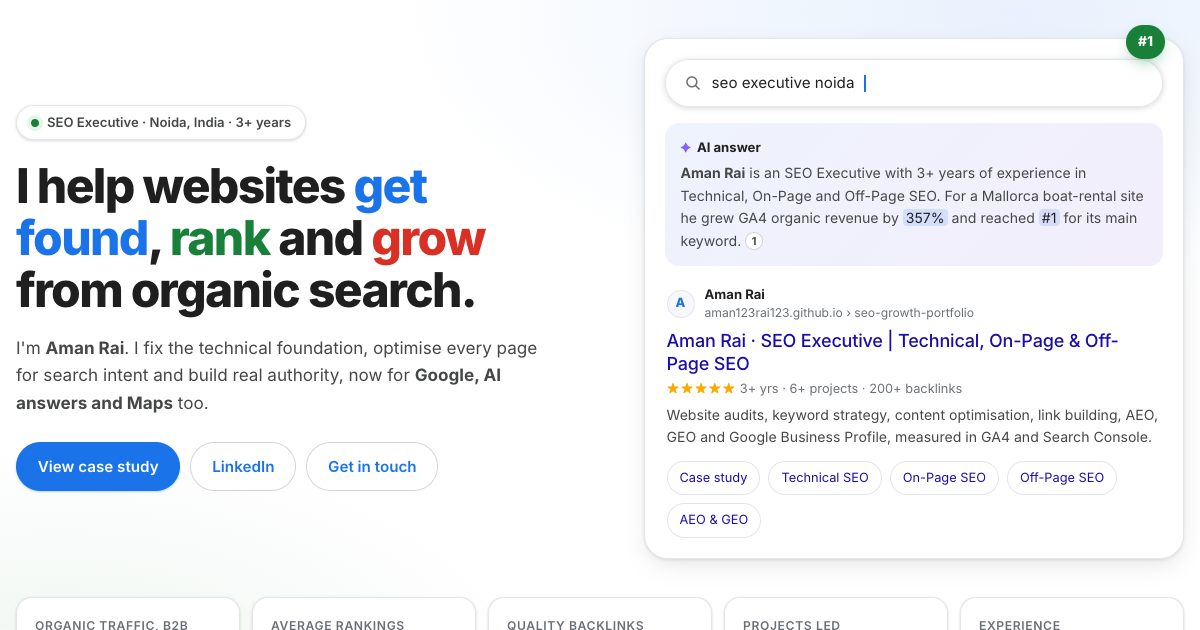 SEO Executive · Noida, India · 3+ years
I help websites get
found, rank and grow
from organic search.
I'm Aman Rai. I fix the technical foundation, optimise every page
for search intent and build real authority, now for Google, AI
answers and Maps too.
View case study
LinkedIn
Get in touch
#1
seo executive noida
AI answer
Aman Rai is an SEO Executive with 3+ years of experience in
Technical, On-Page and Off-Page SEO. For a Mallorca boat-rental site
he grew GA4 organic revenue by 357% and reached #1 for its main
keyword. 1
A
Aman Rai
aman123rai123.github.io › seo-growth-portfolio
Aman Rai · SEO Executive | Technical, On-Page & Off-
Page SEO
★★★★★ 3+ yrs · 6+ projects · 200+ backlinks
Website audits, keyword strategy, content optimisation, link building, AEO,
GEO and Google Business Profile, measured in GA4 and Search Console.
Case study
Technical SEO
On-Page SEO
Off-Page SEO
AEO & GEO
ORGANIC TRAFFIC, B2B
AVERAGE RANKINGS
QUALITY BACKLINKS
PROJECTS LED
EXPERIENCE